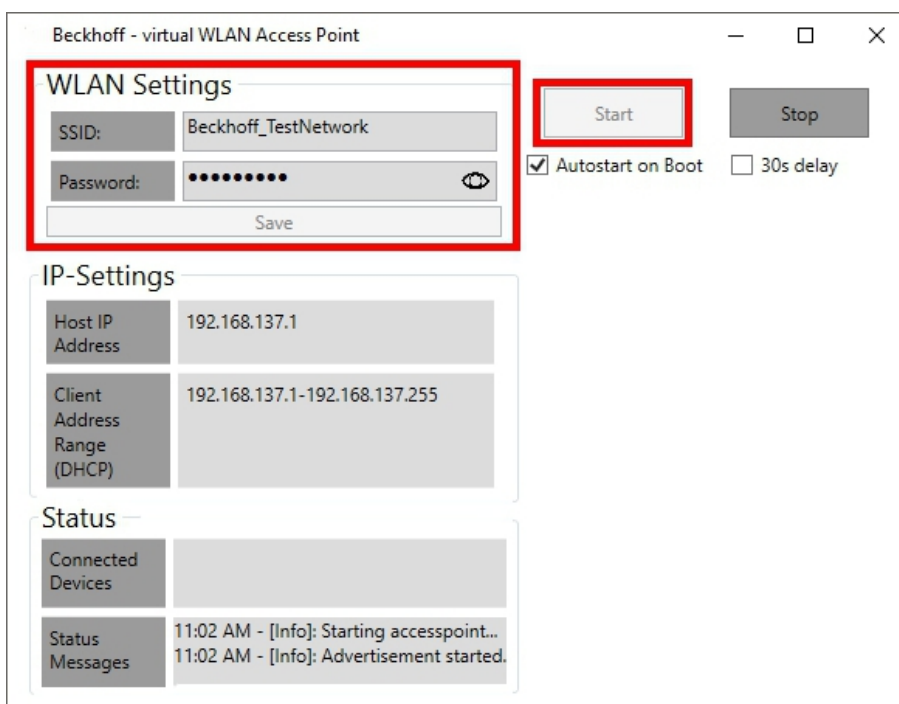 Beckhoff - virtual WLAN Access Point
WLAN Settings
SSID:
Beckhoff_TestNetwork
Password:
•••••••••
Save
Start
Stop
Autostart on Boot
30s delay
IP-Settings
Host IP
Address
192.168.137.1
Client
Address
Range
(DHCP)
192.168.137.1-192.168.137.255
Status
Connected
Devices
Status
Messages
11:02 AM - [Info]: Starting accesspoint...
11:02 AM - [Info]: Advertisement started.